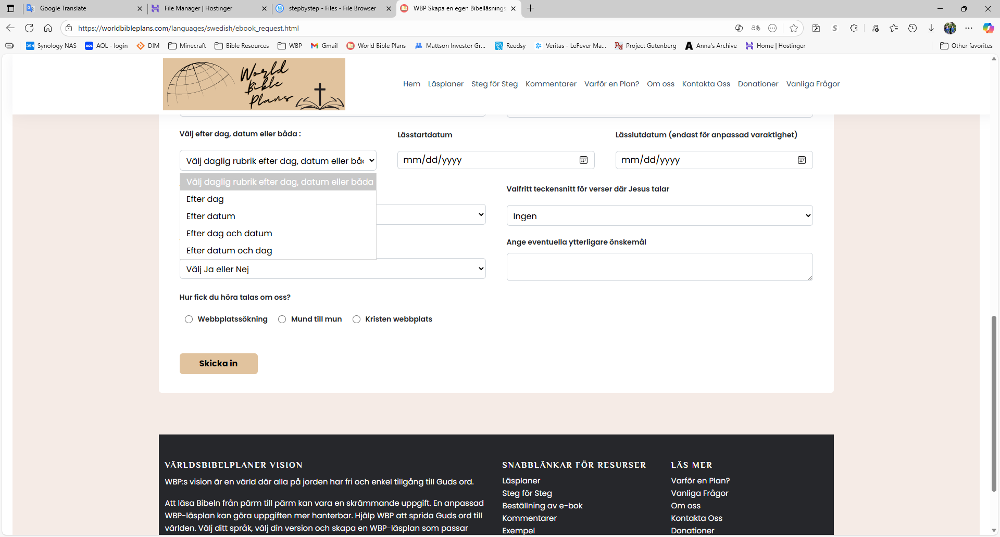 Google Translate
File Manager | Hostinger
stepbystep - Files - File Browser
WBP Skapa en egen Bibelläsnings
https://worldbibleplans.com/languages/swedish/ebook_request.html
Synology NAS
AOL - login
DIM
Minecraft
Bible Resources
WBP
Gmail
World Bible Plans
Mattson Investor Gr...
Reedsy
Veritas - LeFever Ma...
Project Gutenberg
Anna's Archive
Home | Hostinger
Other favorites
World
Bible
Plans
Hem
Läsplaner
Steg för Steg
Kommentarer
Varför en Plan?
Om oss
Kontakta Oss
Donationer
Vanliga Frågor
Välj efter dag, datum eller båda :
Lässtartdatum
Lässlutdatum (endast för anpassad varaktighet)
Välj daglig rubrik efter dag, datum eller båd
mm/dd/yyyy
mm/dd/yyyy
Välj daglig rubrik efter dag, datum eller båda
Efter dag
Efter datum
Efter dag och datum
Efter datum och dag
Valfritt teckensnitt för verser där Jesus talar
Ingen
Ange eventuella ytterligare önskemål
Välj Ja eller Nej
Hur fick du höra talas om oss?
Webbplatssökning
Mund till mun
Kristen webbplats
Skicka in
VÄRLDSBIBELPLANER VISION
WBP:s vision är en värld där alla på jorden har fri och enkel tillgång till Guds ord.
Att läsa Bibeln från pärm till pärm kan vara en skrämmande uppgift. En anpassad
WBP-läsplan kan göra uppgiften mer hanterbar. Hjälp WBP att sprida Guds ord till
världen. Välj ditt språk, välj din version och skapa en WBP-läsplan som passar
SNABBLÄNKAR FÖR RESURSER
Läsplaner
Steg för Steg
Beställning av e-bok
Kommentarer
Exempel
LÄS MER
Varför en Plan?
Vanliga Frågor
Om oss
Kontakta Oss
Donationer